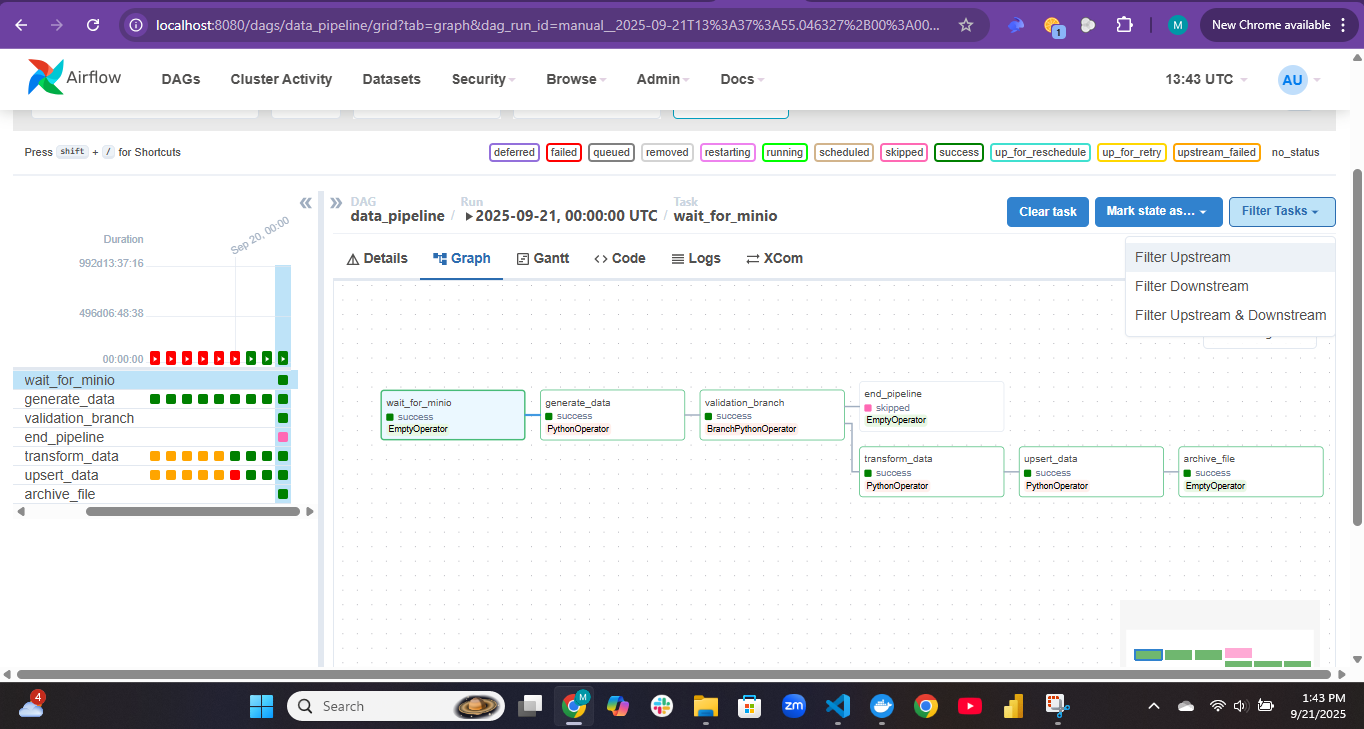 localhost:8080/dags/data_pipeline/grid?tab=graph&dag_run_id=manual__2025-09-21T13%3A37%3A55.046327%2B00%3A00...
1
M
New Chrome available
Airflow
DAGs
Cluster Activity
Datasets
Security
Browse
Admin
Docs
13:43 UTC
AU
Press shift + / for Shortcuts
deferred
failed
queued
removed
restarting
running
scheduled
skipped
success
up_for_reschedule
up_for_retry
upstream_failed
no_status
Duration
Sep 20, 00:00
992d13:37:16
496d06:48:38
00:00:00
wait_for_minio
generate_data
validation_branch
end_pipeline
transform_data
upsert_data
archive_file
DAG
data_pipeline
/
Run
2025-09-21, 00:00:00 UTC
/
Task
wait_for_minio
Clear task
Mark state as...
Filter Tasks
Filter Upstream
Filter Downstream
Filter Upstream & Downstream
Details
Graph
Gantt
Code
Logs
XCom
wait_for_minio
success
EmptyOperator
generate_data
success
PythonOperator
validation_branch
success
BranchPythonOperator
end_pipeline
skipped
EmptyOperator
transform_data
success
PythonOperator
upsert_data
success
PythonOperator
archive_file
success
EmptyOperator
4
Search
M
zm
1:43 PM
9/21/2025